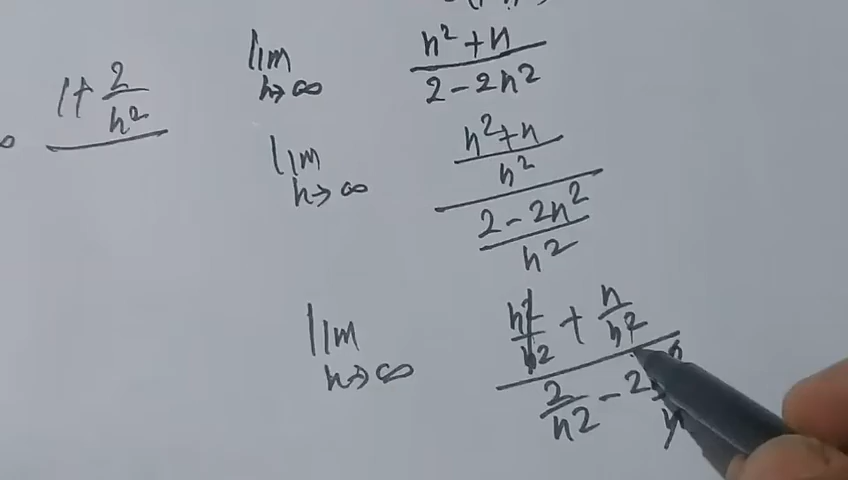 lim n→∞ (n² + n)/(2 - 2n²)
∞ (1 + 2/n²)/
lim n→∞ ((n² + n)/n²)/((2 - 2n²)/n²)
lim n→∞ (n²/n² + n/n²)/(2/n2 - 2